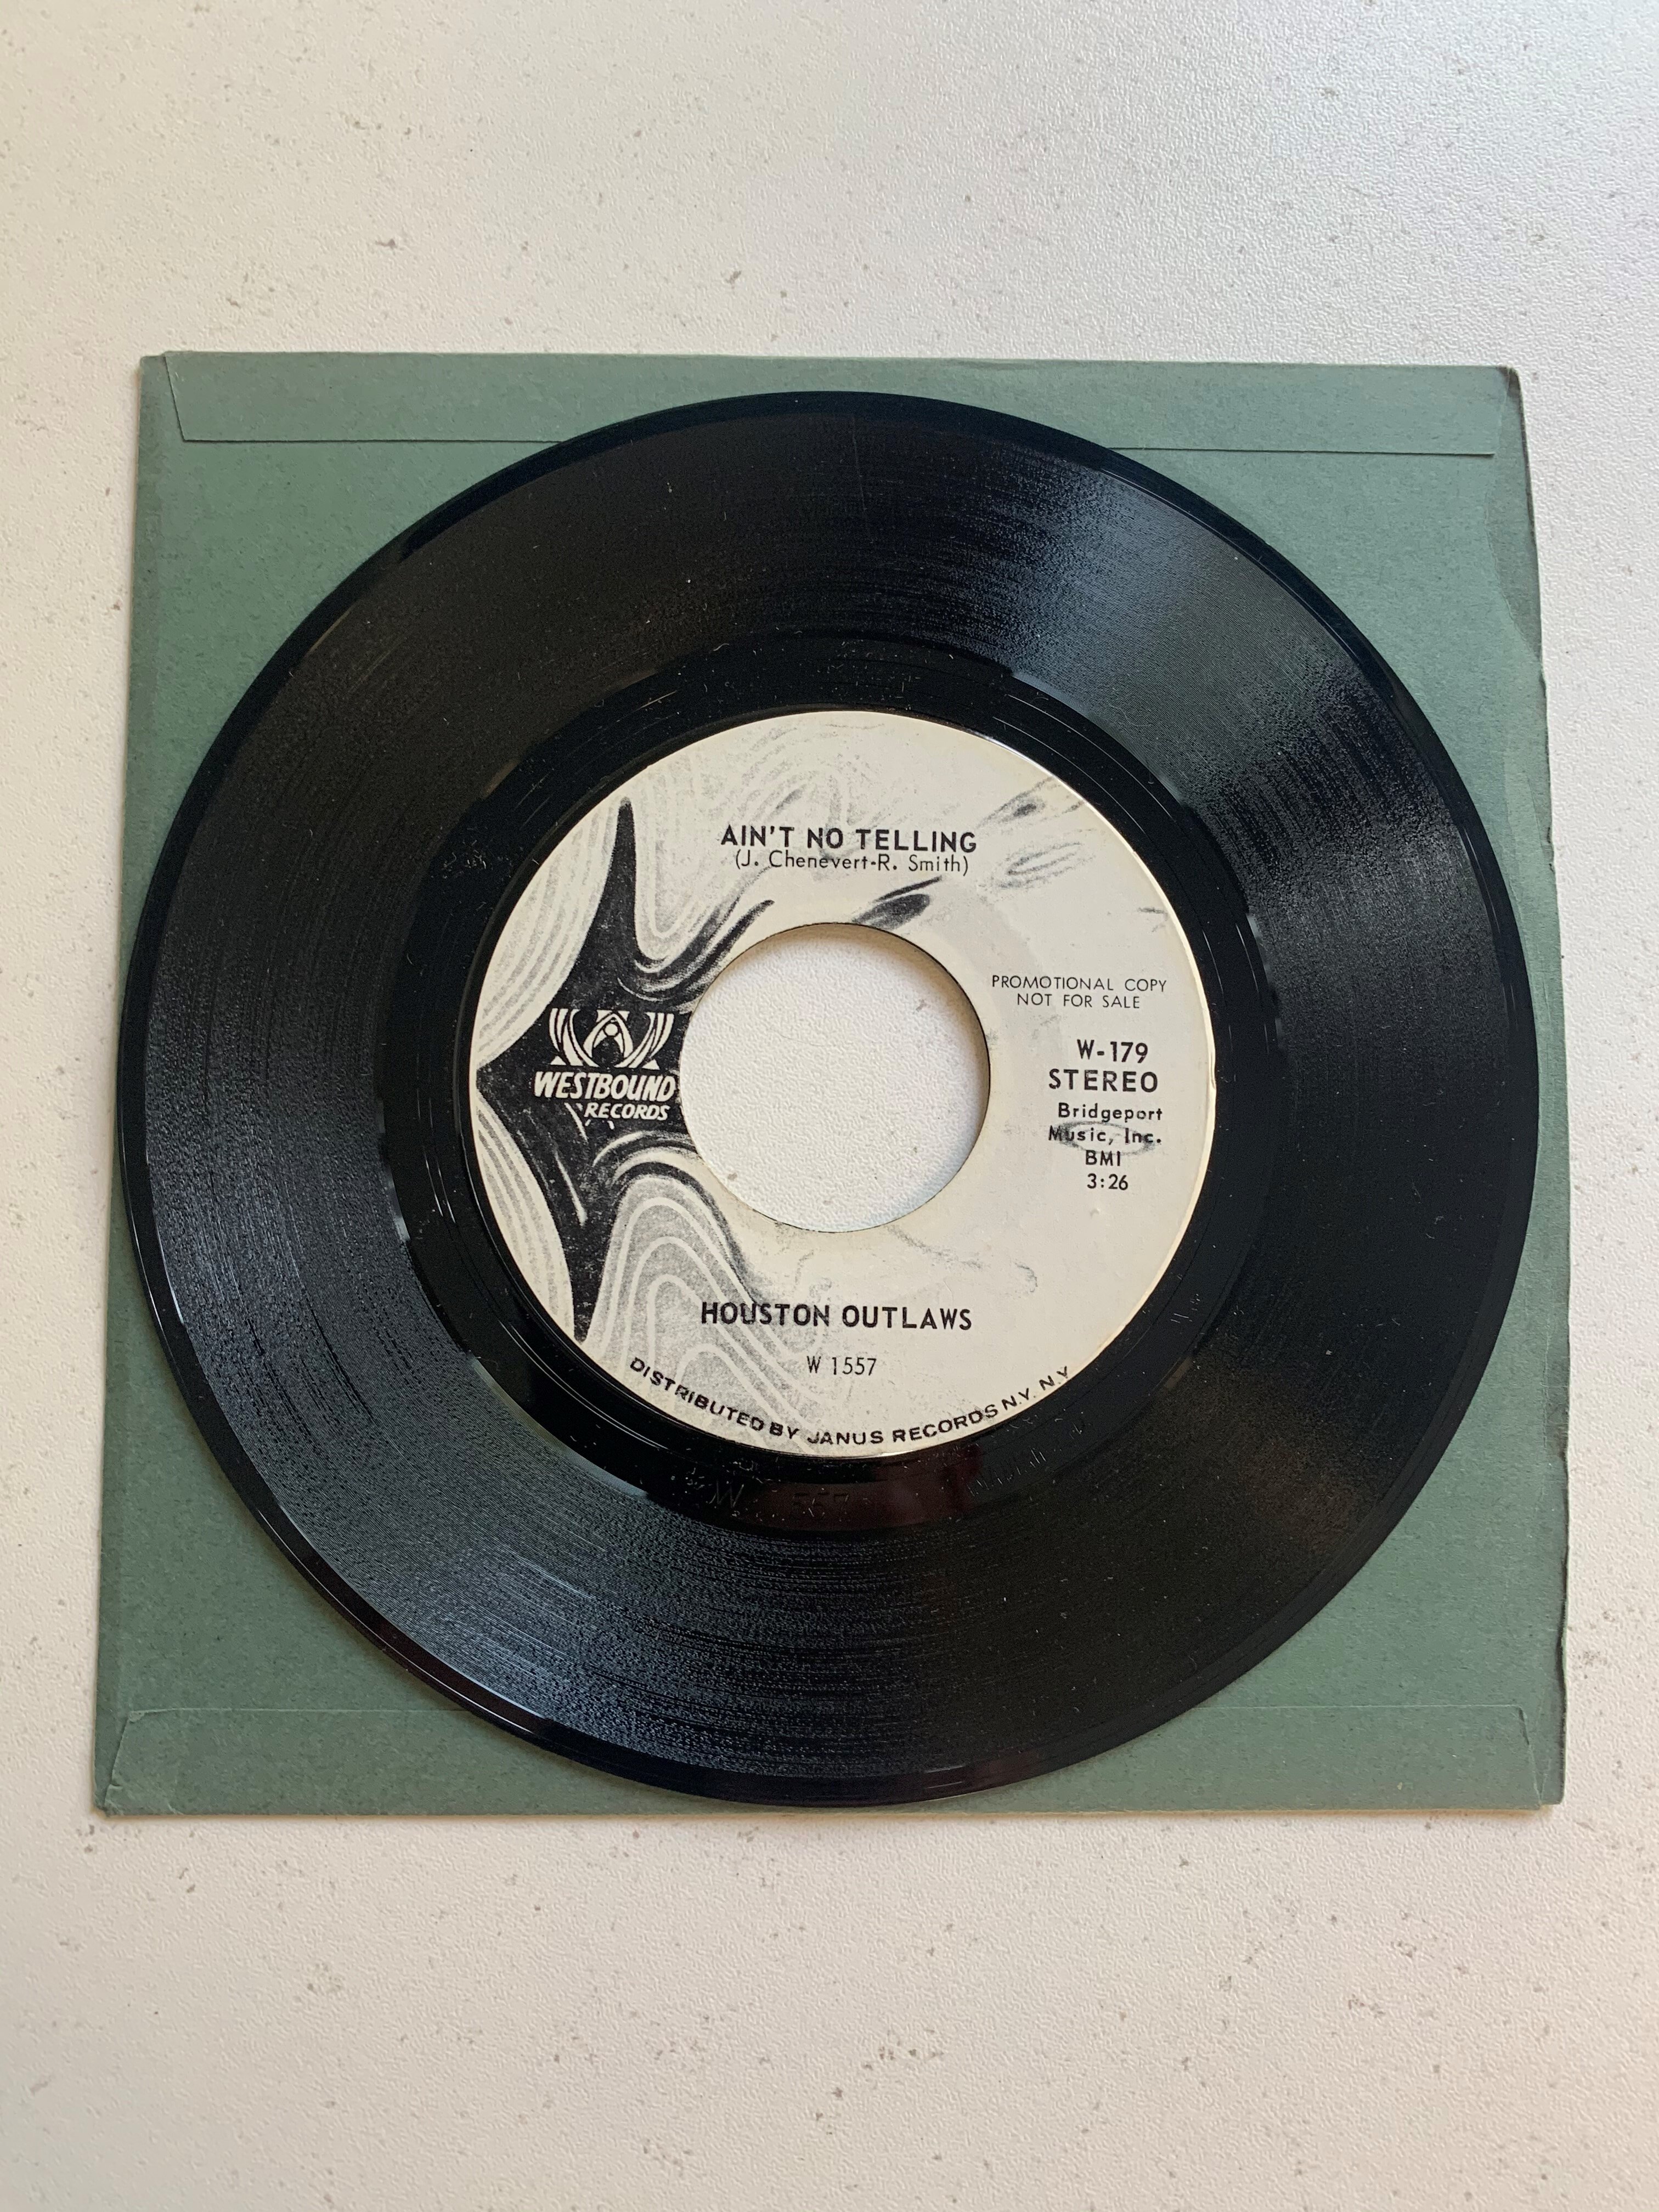 AIN'T NO TELLING
(J. Chenevert-R. Smith)
PROMOTIONAL COPY
NOT FOR SALE
W-179
STEREO
Bridgeport
Music, Inc.
BMI
3:26
WESTBOUND
RECORDS
HOUSTON OUTLAWS
W 1557
DISTRIBUTED BY JANUS RECORDS N.Y. N.Y